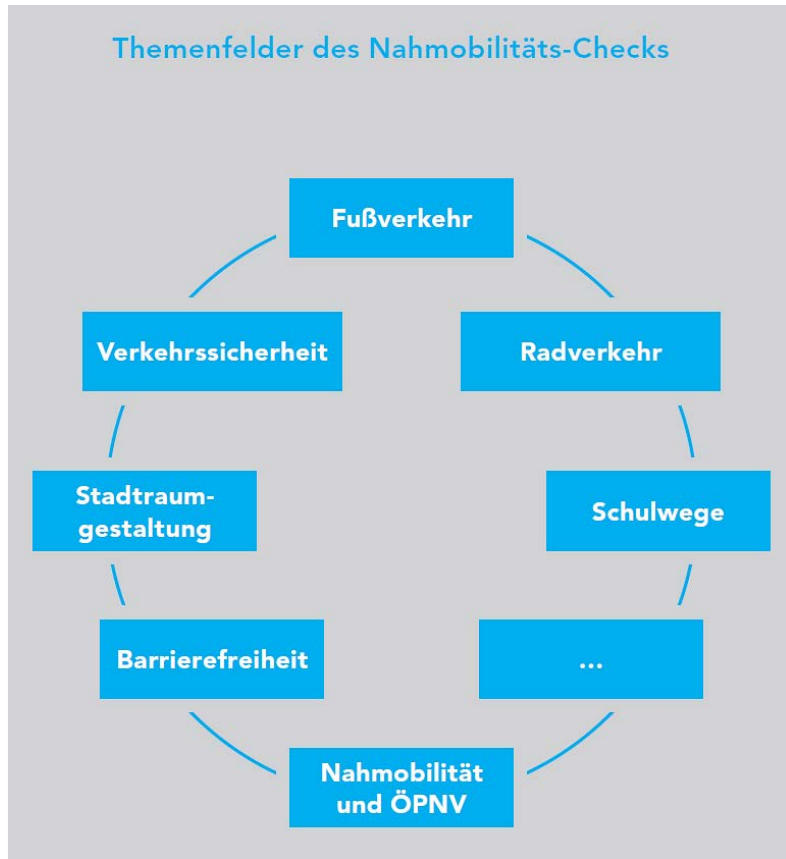 Themenfelder des Nahmobilitäts-Checks
Fußverkehr
Verkehrssicherheit
Radverkehr
Stadtraum-
gestaltung
Schulwege
Barrierefreiheit
...
Nahmobilität
und ÖPNV